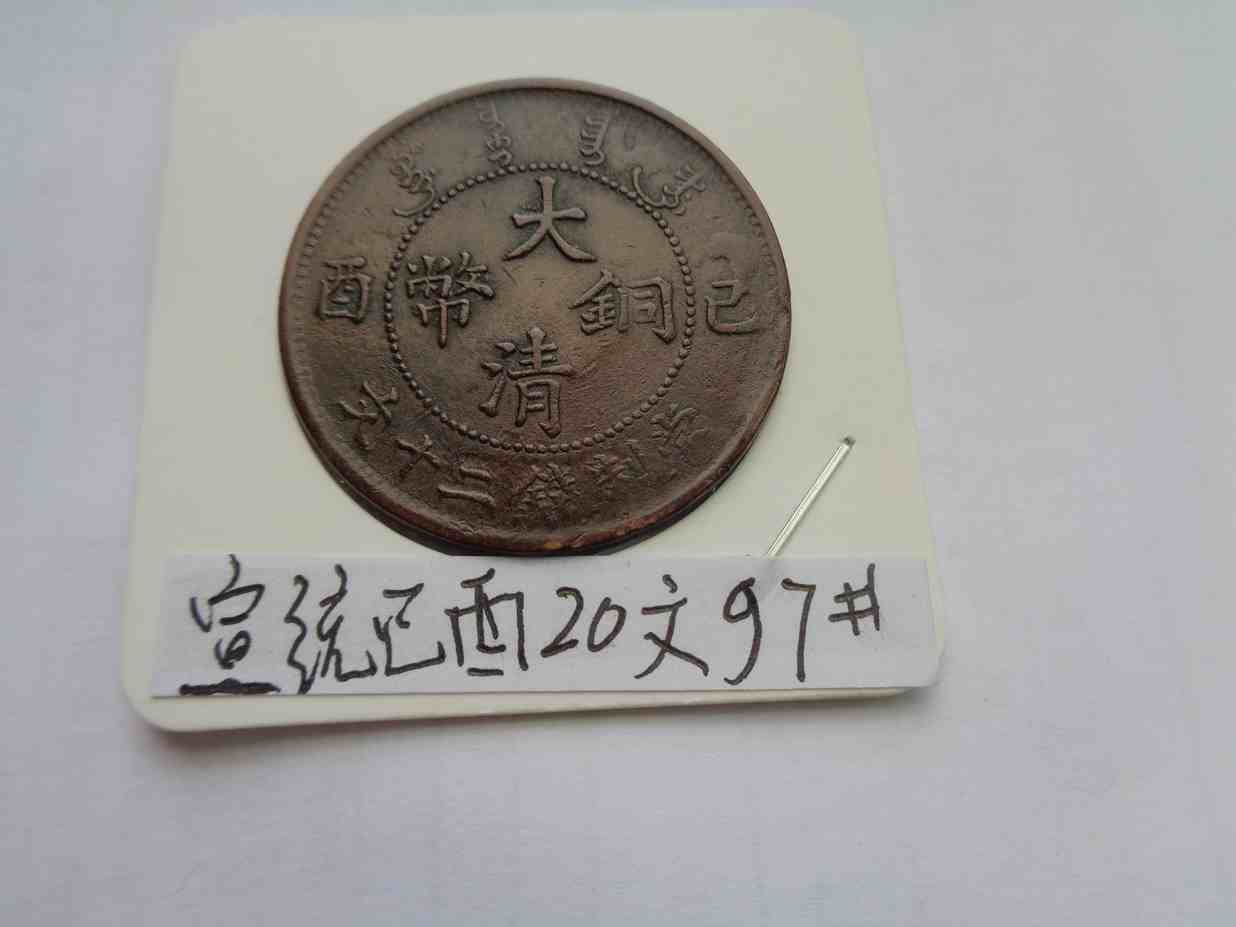 大清
銅幣
己酉
當制錢二十文
宣统己酉20文97#